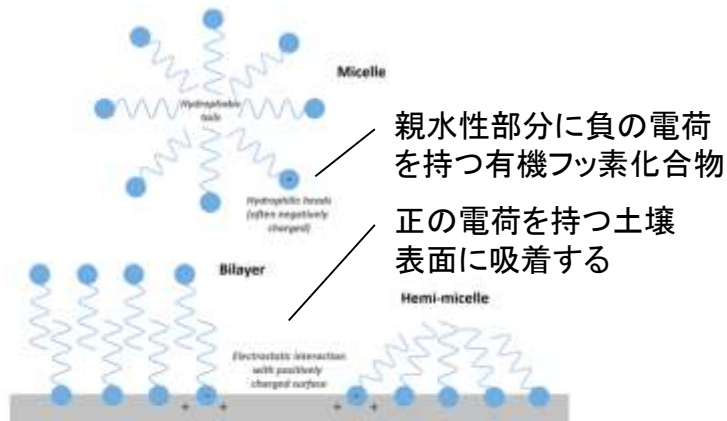 Micelle
Hydrophobic
tails
親水性部分に負の電荷
を持つ有機フッ素化合物
Hydrophilic heads
(often negatively
charged)
正の電荷を持つ土壌
表面に吸着する
Bilayer
Hemi-micelle
Electrostatic interaction
with positively
charged surface
+ +
+ +